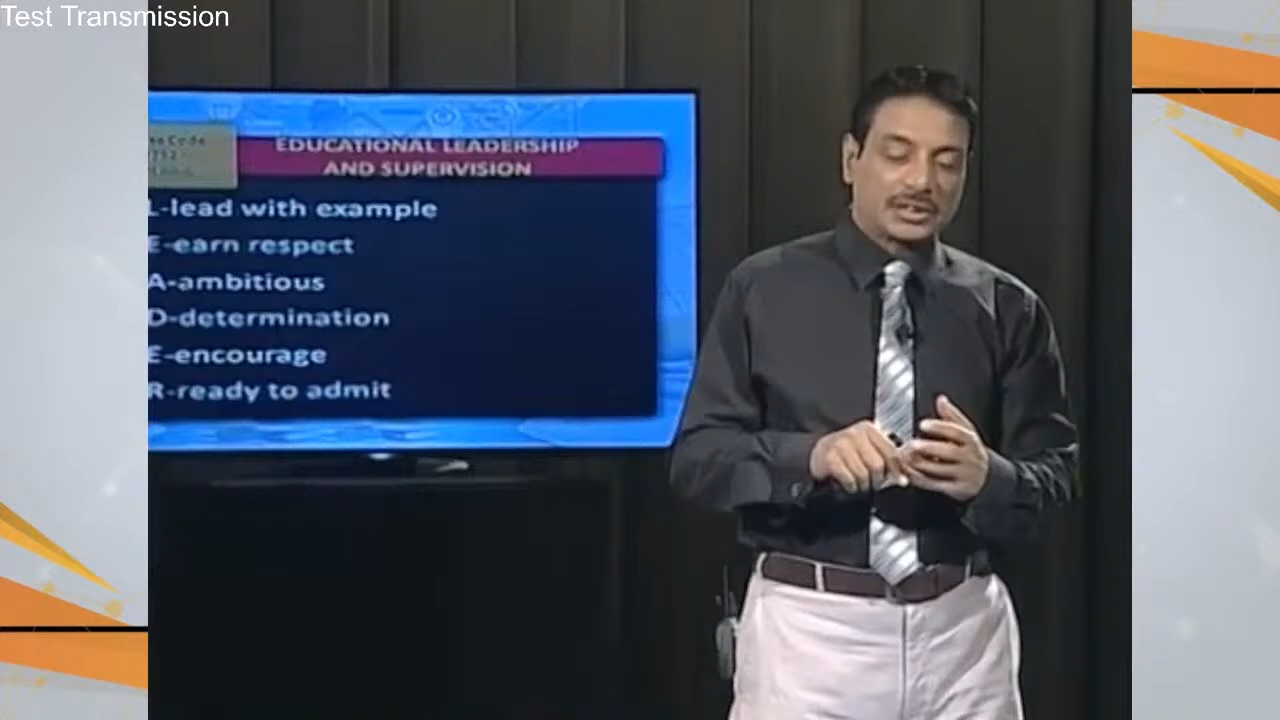 Test Transmission
EDUCATIONAL LEADERSHIP
AND SUPERVISION
L-lead with example
E-earn respect
A-ambitious
D-determination
E-encourage
R-ready to admit